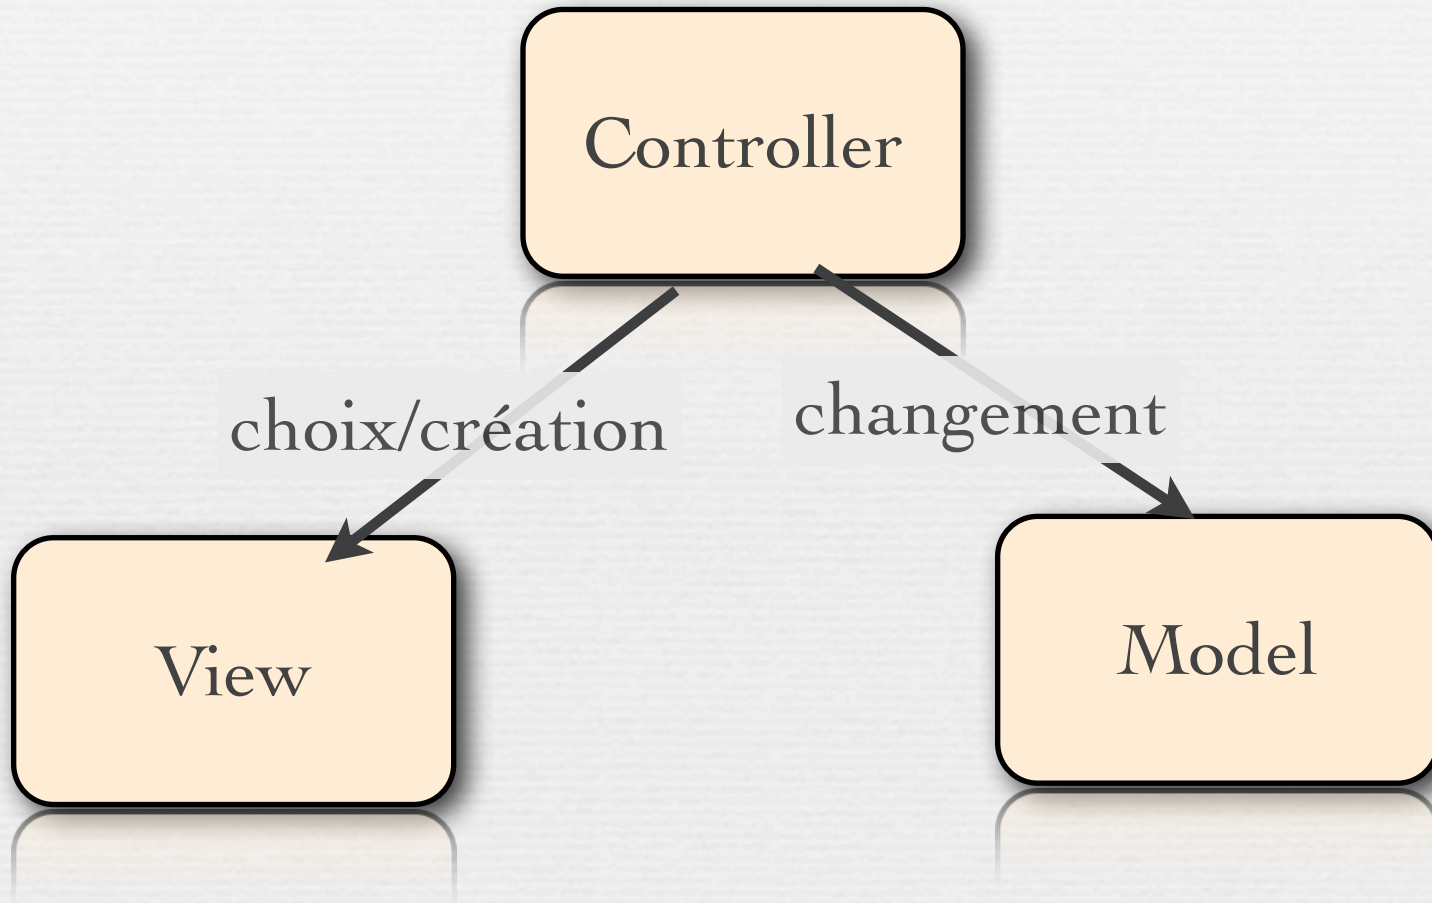 Controller
choix/création
changement
View
Model